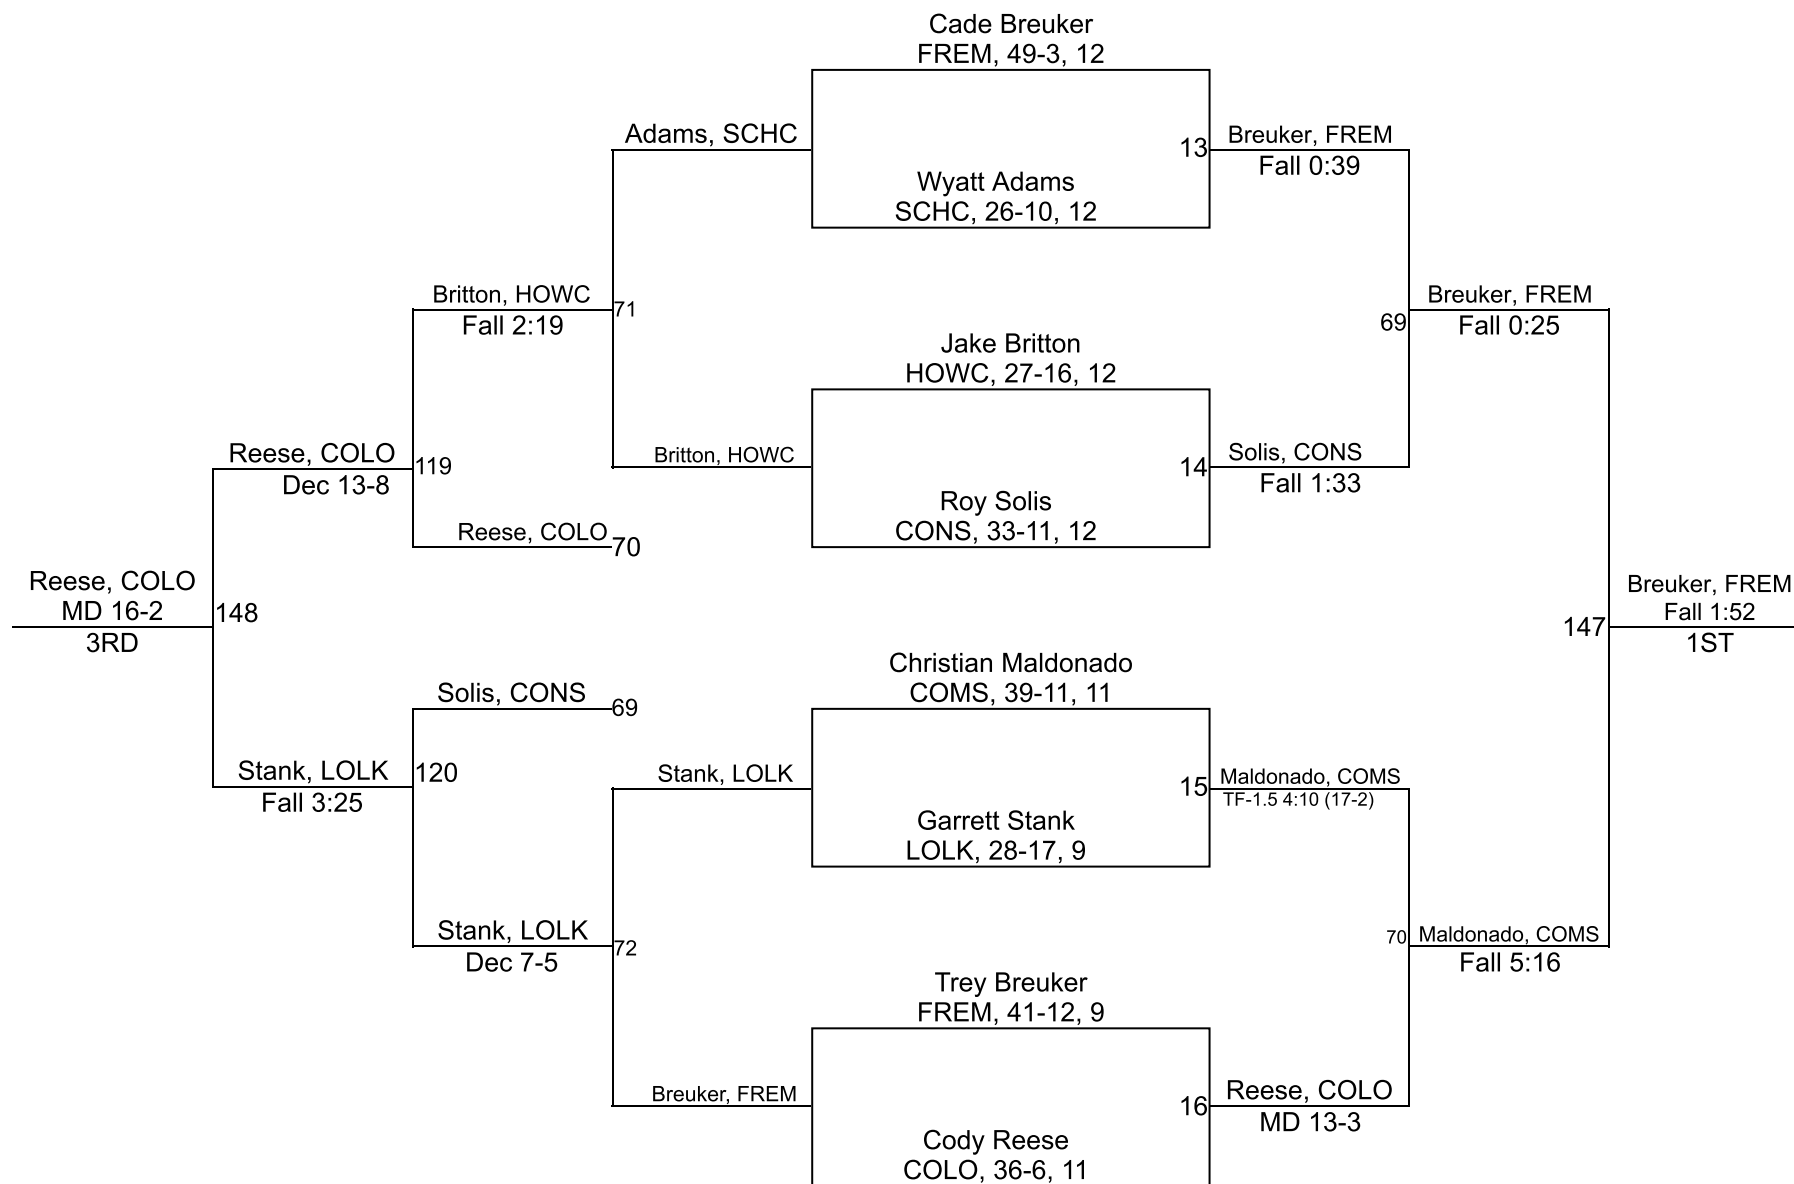 Cade Breuker
FREM, 49-3, 12
Adams, SCHC
13
Breuker, FREM
Fall 0:39
Wyatt Adams
SCHC, 26-10, 12
Britton, HOWC
Fall 2:19
71
Breuker, FREM
Fall 0:25
69
Jake Britton
HOWC, 27-16, 12
Reese, COLO
Dec 13-8
119
Britton, HOWC
14
Solis, CONS
Fall 1:33
Roy Solis
CONS, 33-11, 12
Reese, COLO
70
Reese, COLO
MD 16-2
3RD
148
147
Breuker, FREM
Fall 1:52
1ST
Christian Maldonado
COMS, 39-11, 11
Solis, CONS
69
Stank, LOLK
Fall 3:25
120
Stank, LOLK
15
Maldonado, COMS
TF-1.5 4:10 (17-2)
Garrett Stank
LOLK, 28-17, 9
Stank, LOLK
Dec 7-5
72
70
Maldonado, COMS
Fall 5:16
Trey Breuker
FREM, 41-12, 9
Breuker, FREM
16
Reese, COLO
MD 13-3
Cody Reese
COLO, 36-6, 11